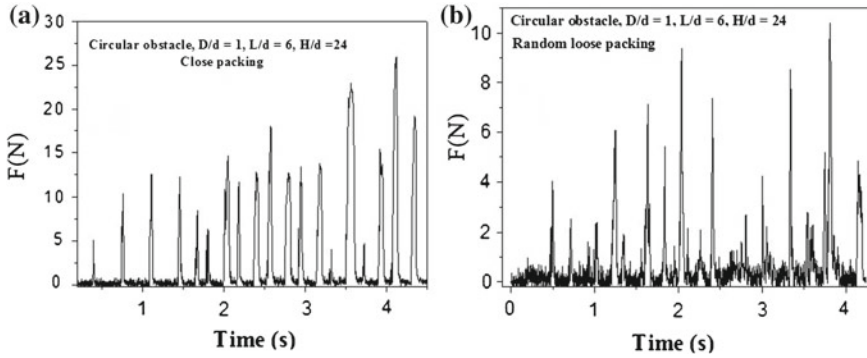 (a)
Circular obstacle, D/d = 1, L/d = 6, H/d =24
Close packing
30
25
20
15
10
5
0
F(N)
1
2
3
4
Time (s)
(b)
Circular obstacle, D/d = 1, L/d = 6, H/d = 24
Random loose packing
10
8
6
4
2
0
F(N)
0
1
2
3
4
Time (s)